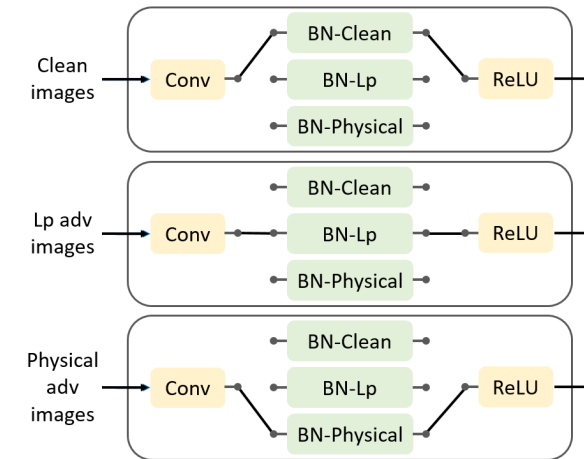 Clean
images
Conv
BN-Clean
BN-Lp
BN-Physical
ReLU
Lp adv
images
Conv
BN-Clean
BN-Lp
BN-Physical
ReLU
Physical
adv
images
Conv
BN-Clean
BN-Lp
BN-Physical
ReLU